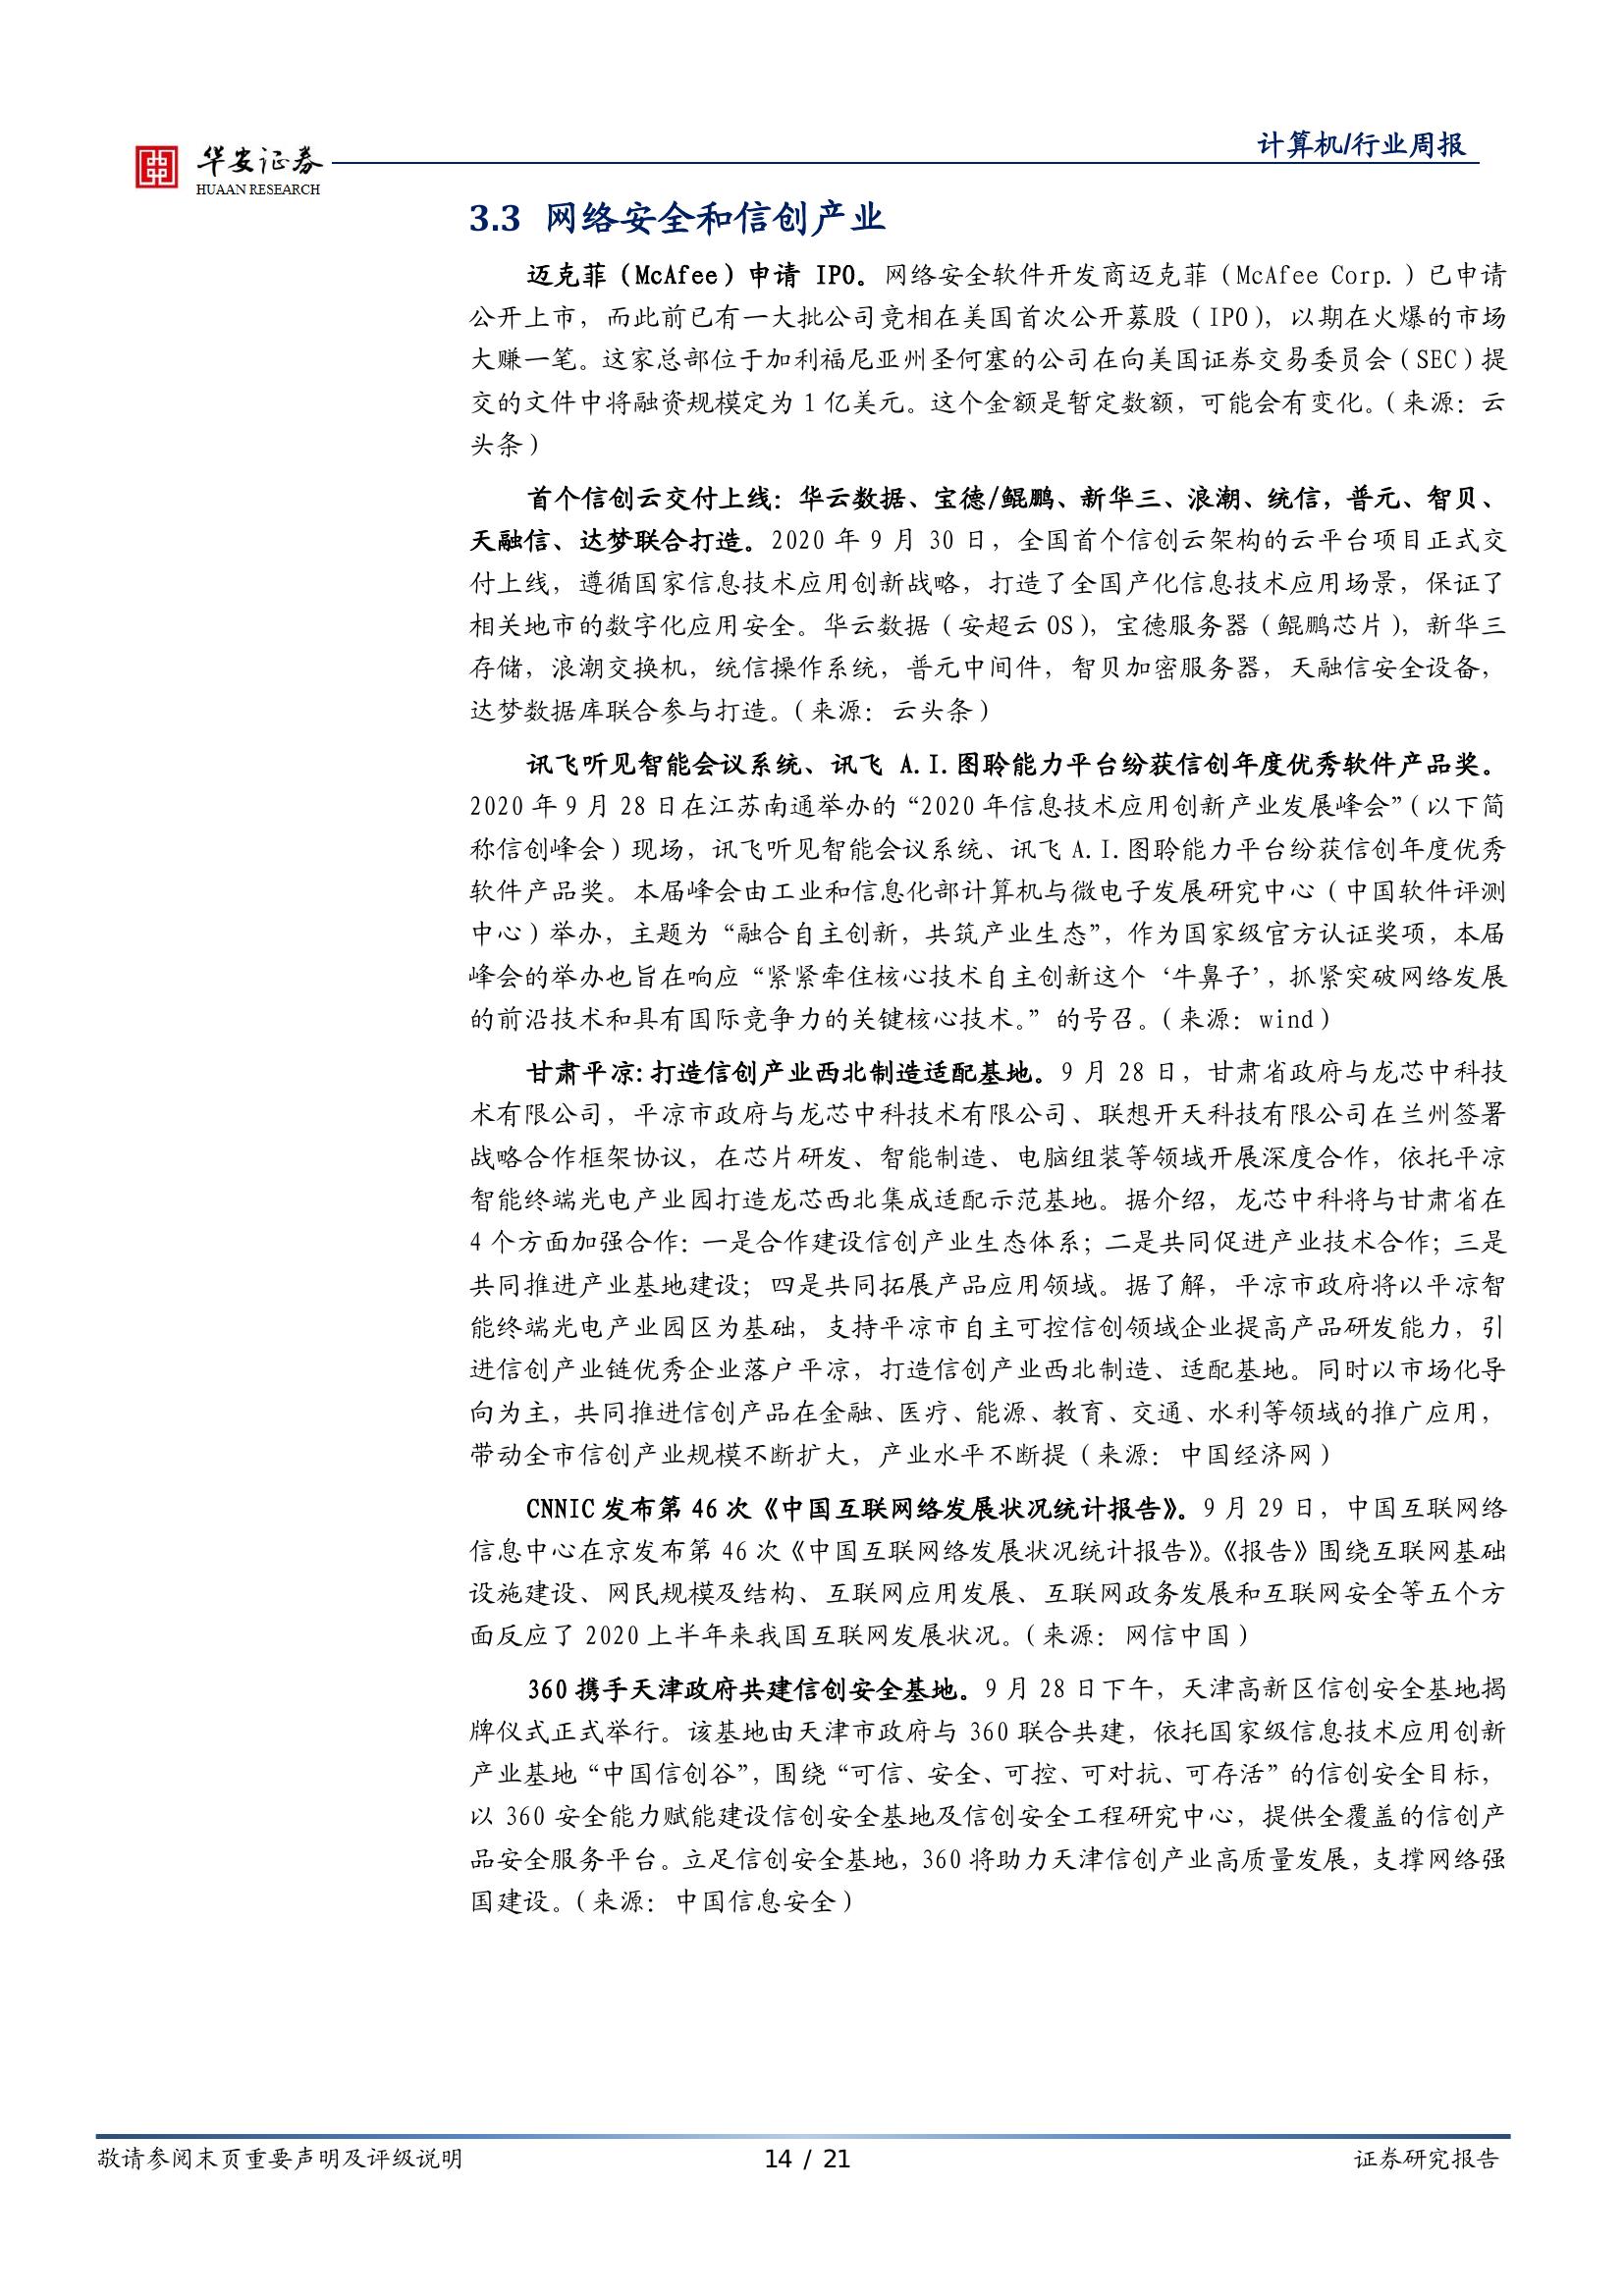 华安证券
HUAAN RESEARCH
计算机/行业周报
3.3 网络安全和信创产业
迈克菲（McAfee）申请 IPO。网络安全软件开发商迈克菲（McAfee Corp.）已申请
公开上市，而此前已有一大批公司竞相在美国首次公开募股（IPO），以期在火爆的市场
大赚一笔。这家总部位于加利福尼亚州圣何塞的公司在向美国证券交易委员会（SEC）提
交的文件中将融资规模定为 1 亿美元。这个金额是暂定数额，可能会有变化。（来源：云
头条）
首个信创云交付上线：华云数据、宝德/鲲鹏、新华三、浪潮、统信，普元、智贝、
天融信、达梦联合打造。2020 年 9 月 30 日，全国首个信创云架构的云平台项目正式交
付上线，遵循国家信息技术应用创新战略，打造了全国产化信息技术应用场景，保证了
相关地市的数字化应用安全。华云数据（安超云 OS），宝德服务器（鲲鹏芯片），新华三
存储，浪潮交换机，统信操作系统，普元中间件，智贝加密服务器，天融信安全设备，
达梦数据库联合参与打造。（来源：云头条）
讯飞听见智能会议系统、讯飞 A.I.图聆能力平台纷获信创年度优秀软件产品奖。
2020 年 9 月 28 日在江苏南通举办的“2020 年信息技术应用创新产业发展峰会”（以下简
称信创峰会）现场，讯飞听见智能会议系统、讯飞 A.I.图聆能力平台纷获信创年度优秀
软件产品奖。本届峰会由工业和信息化部计算机与微电子发展研究中心（中国软件评测
中心）举办，主题为“融合自主创新，共筑产业生态”，作为国家级官方认证奖项，本届
峰会的举办也旨在响应“紧紧牵住核心技术自主创新这个‘牛鼻子’，抓紧突破网络发展
的前沿技术和具有国际竞争力的关键核心技术。”的号召。（来源：wind）
甘肃平凉:打造信创产业西北制造适配基地。9 月 28 日，甘肃省政府与龙芯中科技
术有限公司，平凉市政府与龙芯中科技术有限公司、联想开天科技有限公司在兰州签署
战略合作框架协议，在芯片研发、智能制造、电脑组装等领域开展深度合作，依托平凉
智能终端光电产业园打造龙芯西北集成适配示范基地。据介绍，龙芯中科将与甘肃省在
4 个方面加强合作：一是合作建设信创产业生态体系；二是共同促进产业技术合作；三是
共同推进产业基地建设；四是共同拓展产品应用领域。据了解，平凉市政府将以平凉智
能终端光电产业园区为基础，支持平凉市自主可控信创领域企业提高产品研发能力，引
进信创产业链优秀企业落户平凉，打造信创产业西北制造、适配基地。同时以市场化导
向为主，共同推进信创产品在金融、医疗、能源、教育、交通、水利等领域的推广应用，
带动全市信创产业规模不断扩大，产业水平不断提（来源：中国经济网）
CNNIC 发布第 46 次《中国互联网络发展状况统计报告》。9 月 29 日，中国互联网络
信息中心在京发布第 46 次《中国互联网络发展状况统计报告》。《报告》围绕互联网基础
设施建设、网民规模及结构、互联网应用发展、互联网政务发展和互联网安全等五个方
面反应了 2020 上半年来我国互联网发展状况。（来源：网信中国）
360 携手天津政府共建信创安全基地。9 月 28 日下午，天津高新区信创安全基地揭
牌仪式正式举行。该基地由天津市政府与 360 联合共建，依托国家级信息技术应用创新
产业基地“中国信创谷”，围绕“可信、安全、可控、可对抗、可存活”的信创安全目标，
以 360 安全能力赋能建设信创安全基地及信创安全工程研究中心，提供全覆盖的信创产
品安全服务平台。立足信创安全基地，360 将助力天津信创产业高质量发展，支撑网络强
国建设。（来源：中国信息安全）
敬请参阅末页重要声明及评级说明
14 / 21
证券研究报告